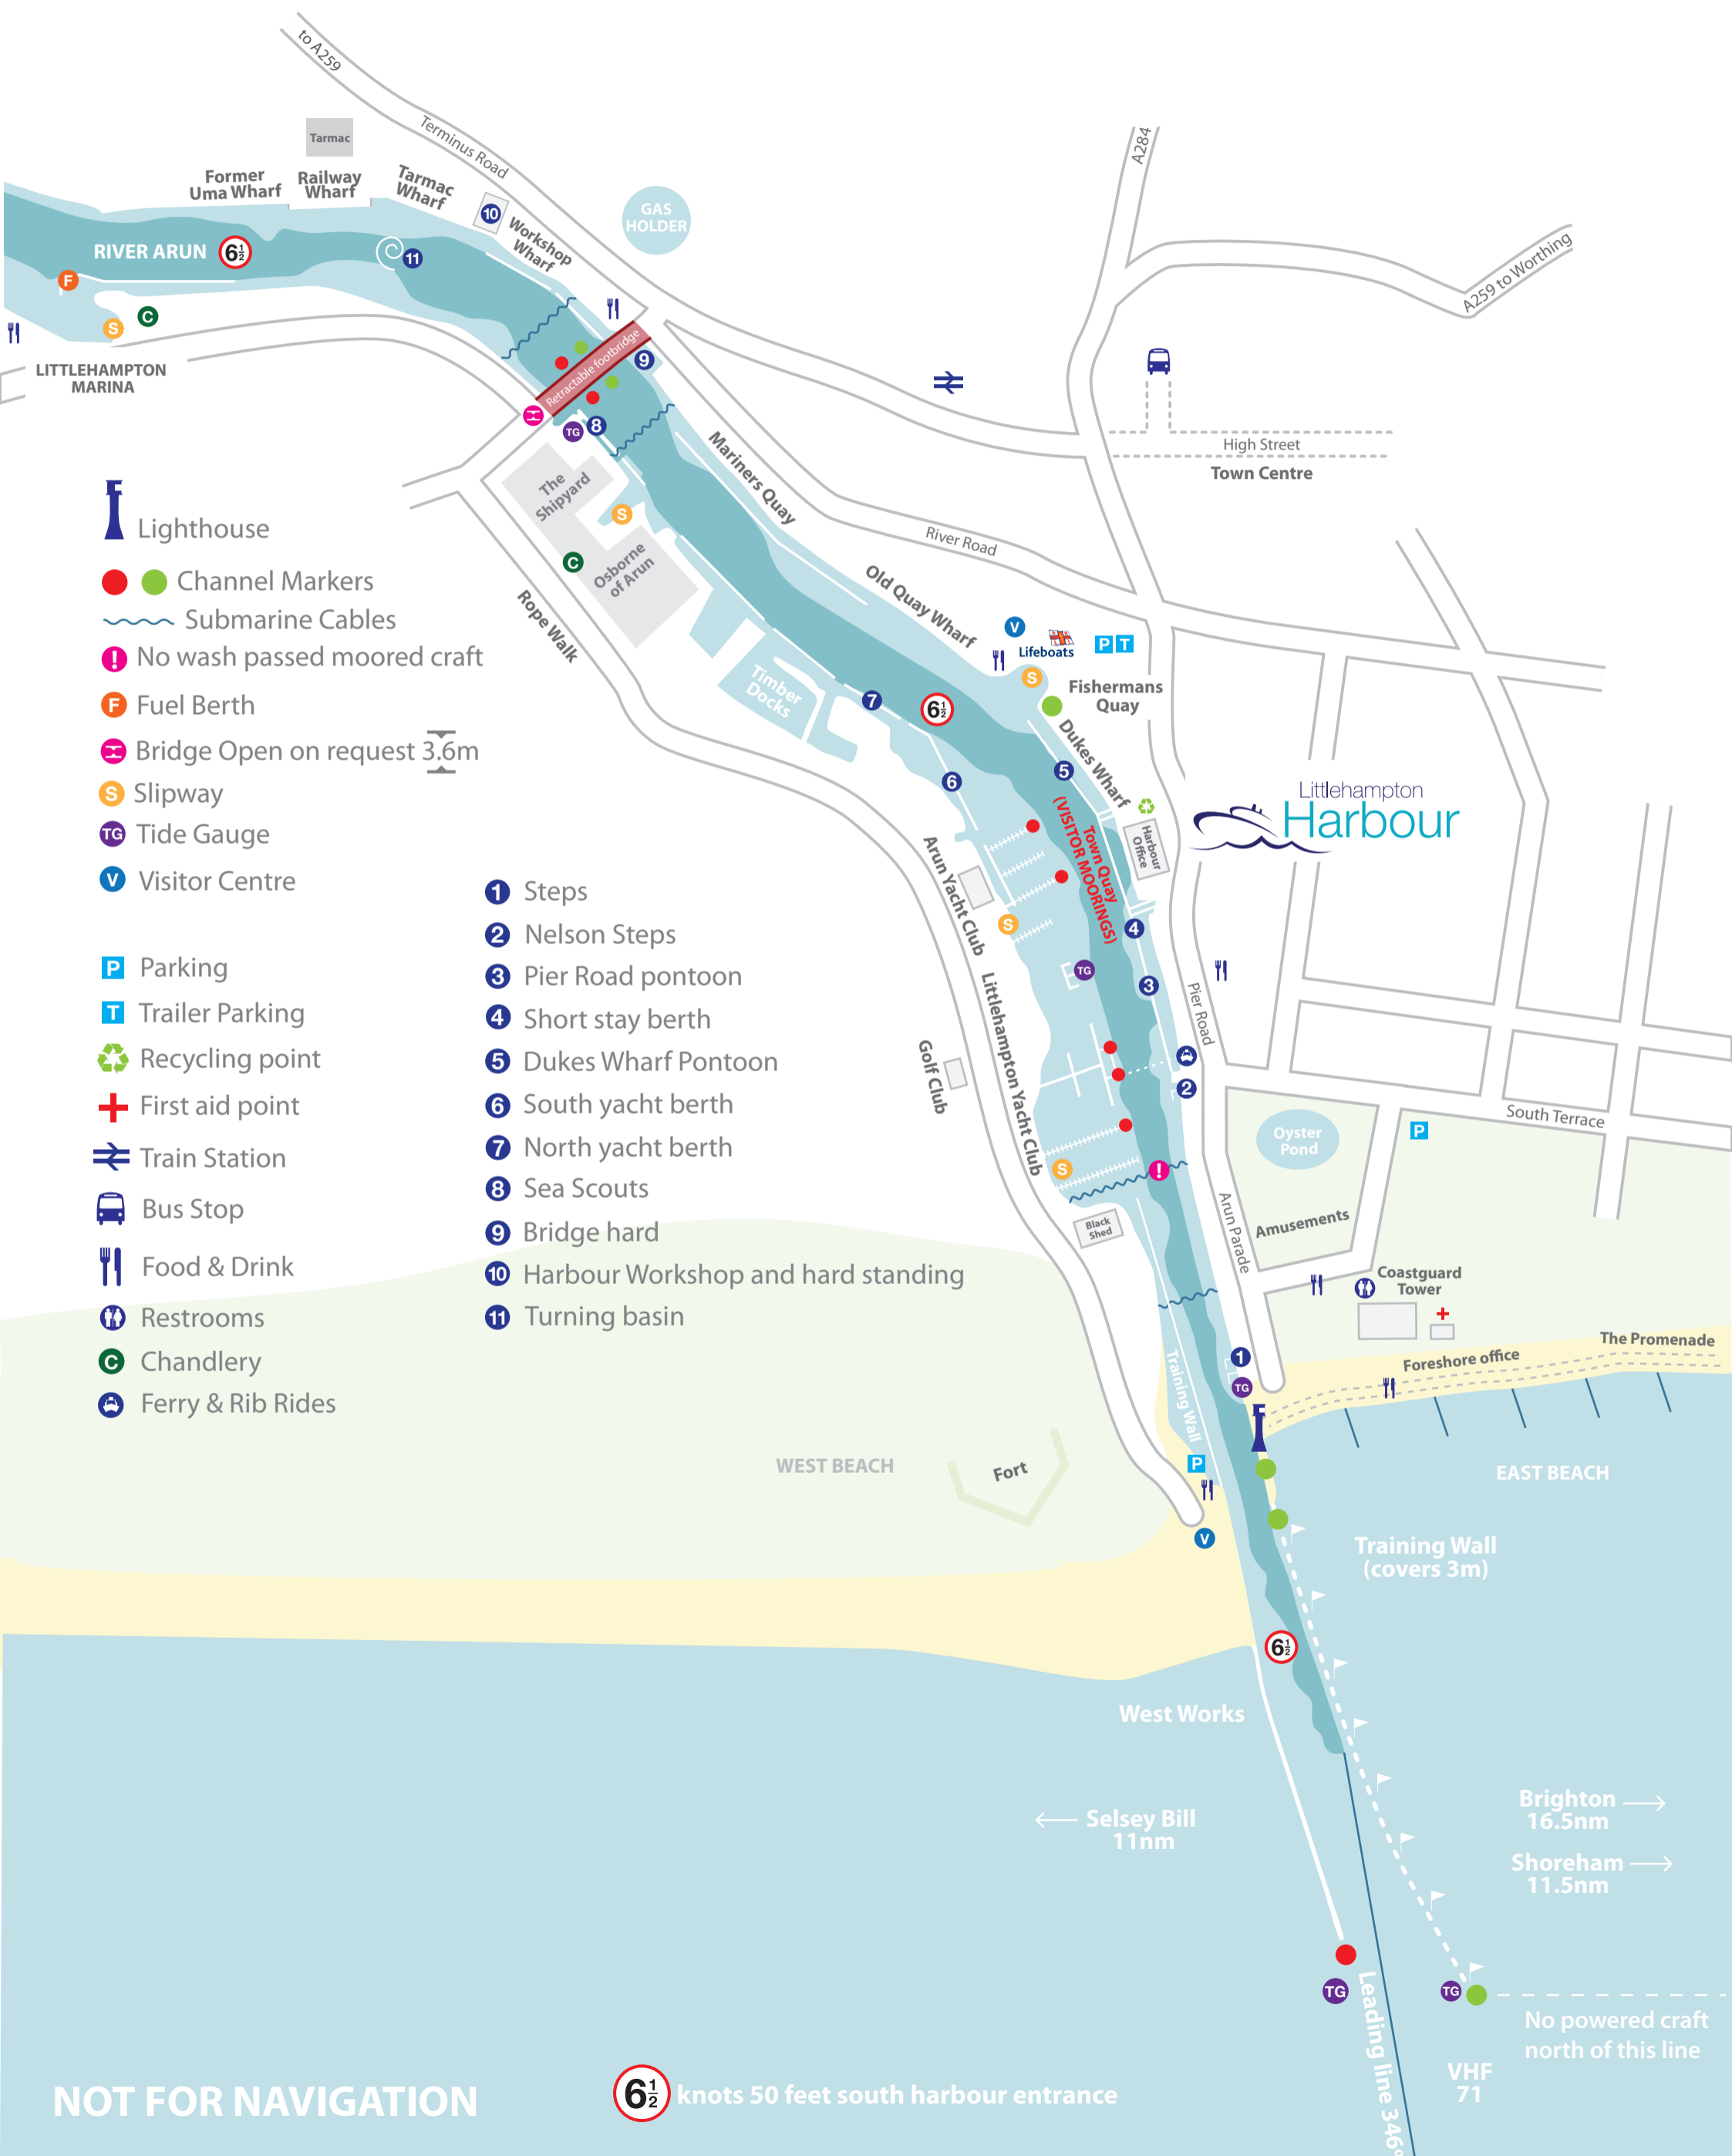 to A259
Terminus Road
A284
A259 to Worthing
Tarmac
Former
Uma Wharf
Railway
Wharf
Tarmac
Wharf
10
Workshop
Wharf
GAS
HOLDER
RIVER ARUN
6½
11
F
S
C
LITTLEHAMPTON
MARINA
Retractable footbridge
9
TG
8
High Street
Town Centre
The
Shipyard
S
C
Osborne
of Arun
Mariners Quay
River Road
Rope Walk
Old Quay Wharf
V
Lifeboats
P T
S
Fishermans
Quay
Timber
Docks
7
6½
Dukes Wharf
5
6
Town Quay
(VISITOR MOORINGS)
Harbour
Office
Littlehampton
Harbour
Arun Yacht Club
S
4
TG
3
Pier Road
Littlehampton Yacht Club
Golf Club
2
South Terrace
P
Oyster
Pond
S
!
Black
Shed
Arun Parade
Amusements
Coastguard
Tower
The Promenade
Foreshore office
1
TG
Training Wall
P
V
WEST BEACH
Fort
EAST BEACH
Training Wall
(covers 3m)
6½
West Works
Selsey Bill
11nm
Brighton
16.5nm
Shoreham
11.5nm
TG
TG
Leading line 346º
No powered craft
north of this line
VHF
71
Lighthouse
Channel Markers
Submarine Cables
! No wash passed moored craft
F Fuel Berth
Bridge Open on request 3.6m
S Slipway
TG Tide Gauge
V Visitor Centre
P Parking
T Trailer Parking
Recycling point
First aid point
Train Station
Bus Stop
Food & Drink
Restrooms
C Chandlery
Ferry & Rib Rides
1 Steps
2 Nelson Steps
3 Pier Road pontoon
4 Short stay berth
5 Dukes Wharf Pontoon
6 South yacht berth
7 North yacht berth
8 Sea Scouts
9 Bridge hard
10 Harbour Workshop and hard standing
11 Turning basin
NOT FOR NAVIGATION
6½ knots 50 feet south harbour entrance